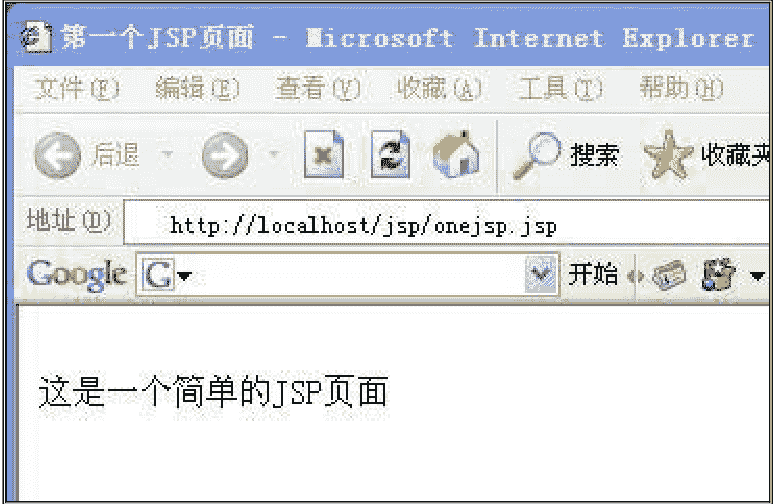 第一个JSP页面 - Microsoft Internet Explorer
文件(F) 编辑(E) 查看(V) 收藏(A) 工具(T) 帮助(H)
后退 搜索 收藏夹
地址(D) http://localhost/jsp/onejsp.jsp
Google G 开始
这是一个简单的JSP页面